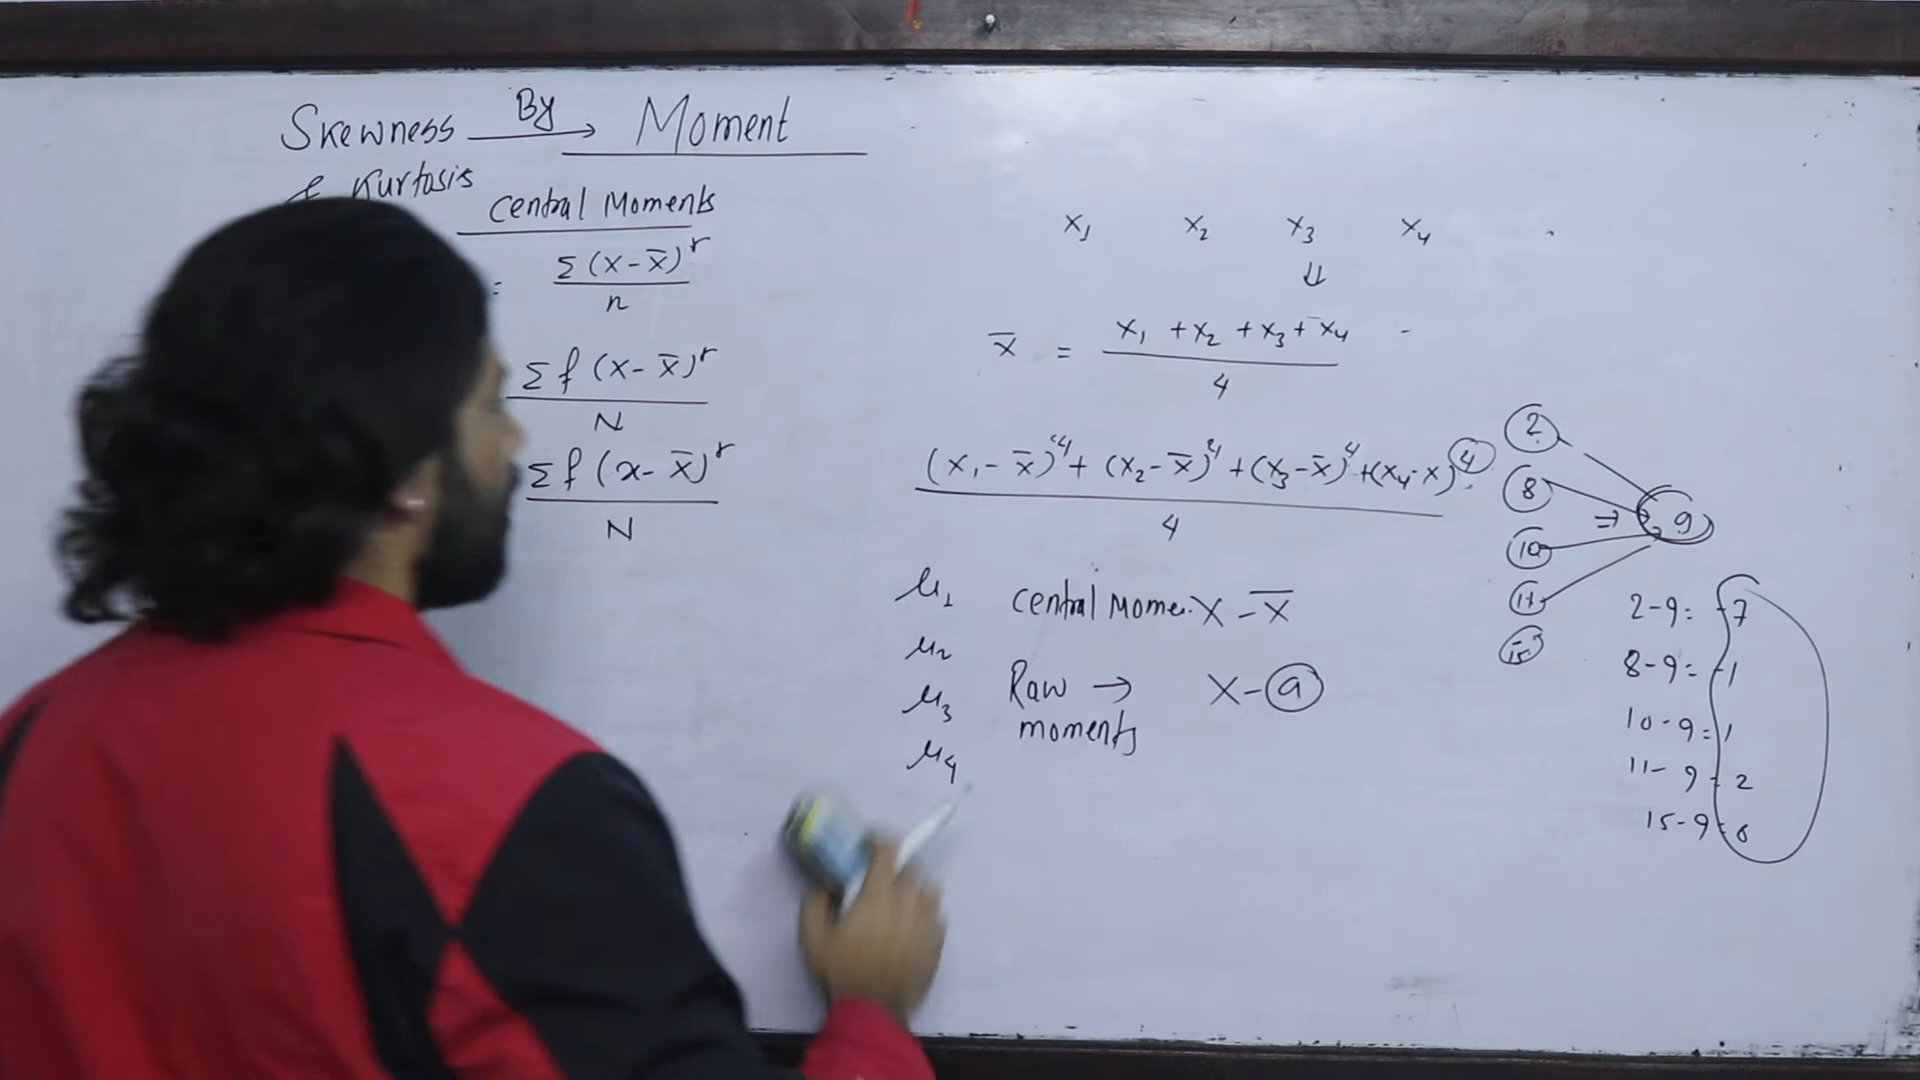 Skewness By → Moment
& Kurtosis
Central Moments
= Σ(x-x̄)^r / n
Σf(x-x̄)^r / N
Σf(x-x̄)^r / N
x₁ x₂ x₃ x₄
⇓
x̄ = x₁ + x₂ + x₃ + x₄ / 4
(x₁-x̄)^4 + (x₂-x̄)^4 + (x₃-x̄)^4 + (x₄-x)^4 / 4
μ₁ Central Mome. x-x̄
μ₂
μ₃ Raw → x-a
moments
μ₄
2
8
10
11
15
⇒ 9
2-9= -7
8-9= -1
10-9=1
11-9=2
15-9=6